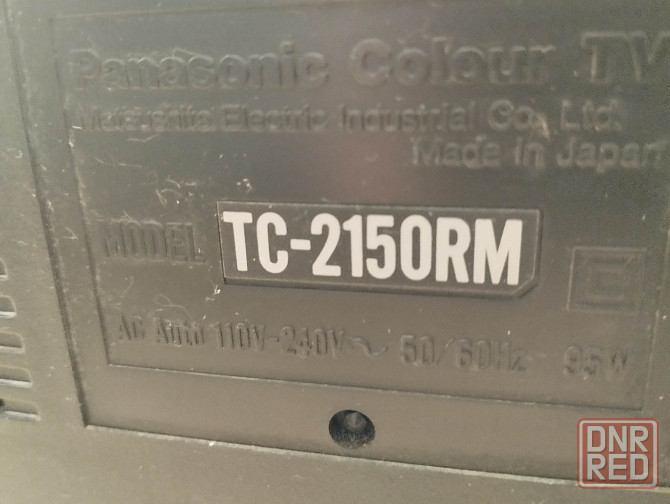 Panasonic Colour TV
Matsushita Electric Industrial Co., Ltd.
Made in Japan
MODEL TC-2150RM
AC Auto 110V-240V~ 50/60Hz 95W
DNR
RED